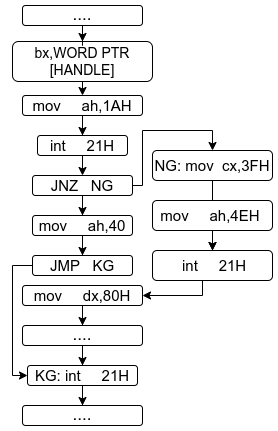 ....
bx,WORD PTR
[HANDLE]
mov ah,1AH
int 21H
JNZ NG
mov ah,40
JMP KG
NG: mov cx,3FH
mov ah,4EH
int 21H
mov dx,80H
....
KG: int 21H
....